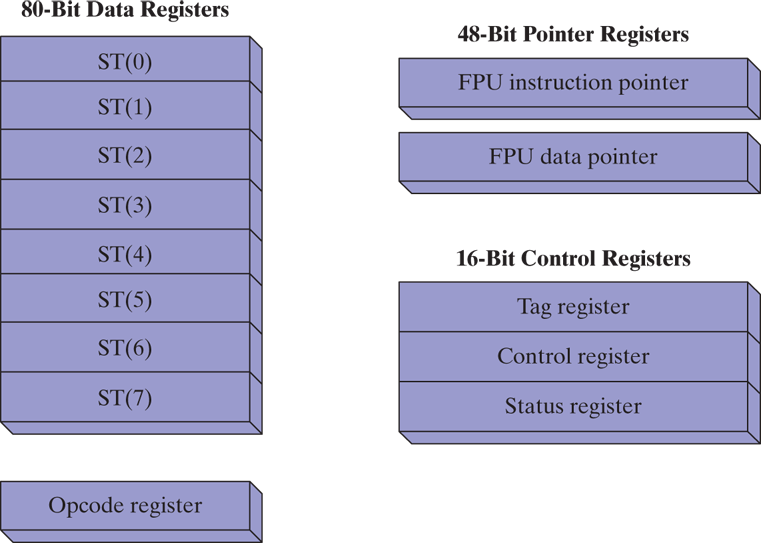 80-Bit Data Registers
ST(0)
ST(1)
ST(2)
ST(3)
ST(4)
ST(5)
ST(6)
ST(7)
Opcode register
48-Bit Pointer Registers
FPU instruction pointer
FPU data pointer
16-Bit Control Registers
Tag register
Control register
Status register